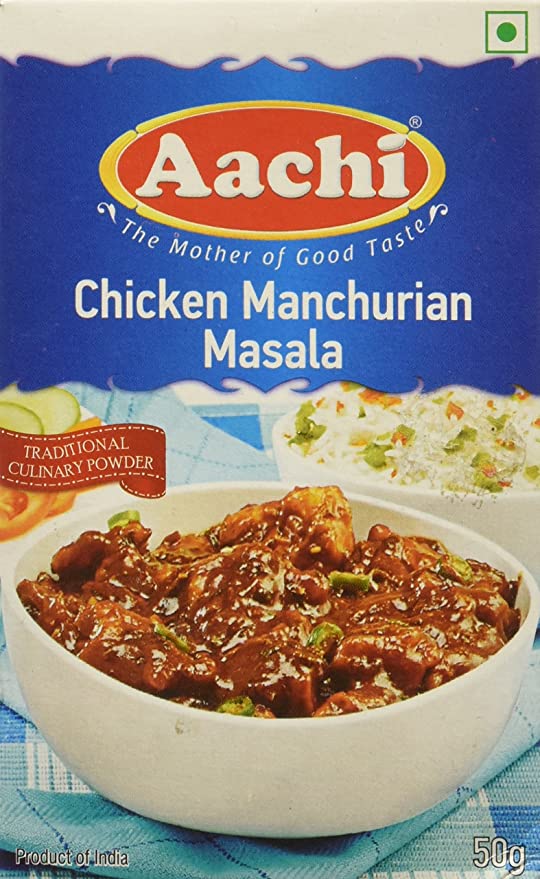 Aachi®
The Mother of Good Taste
Chicken Manchurian
Masala
TRADITIONAL
CULINARY POWDER
Product of India
50g